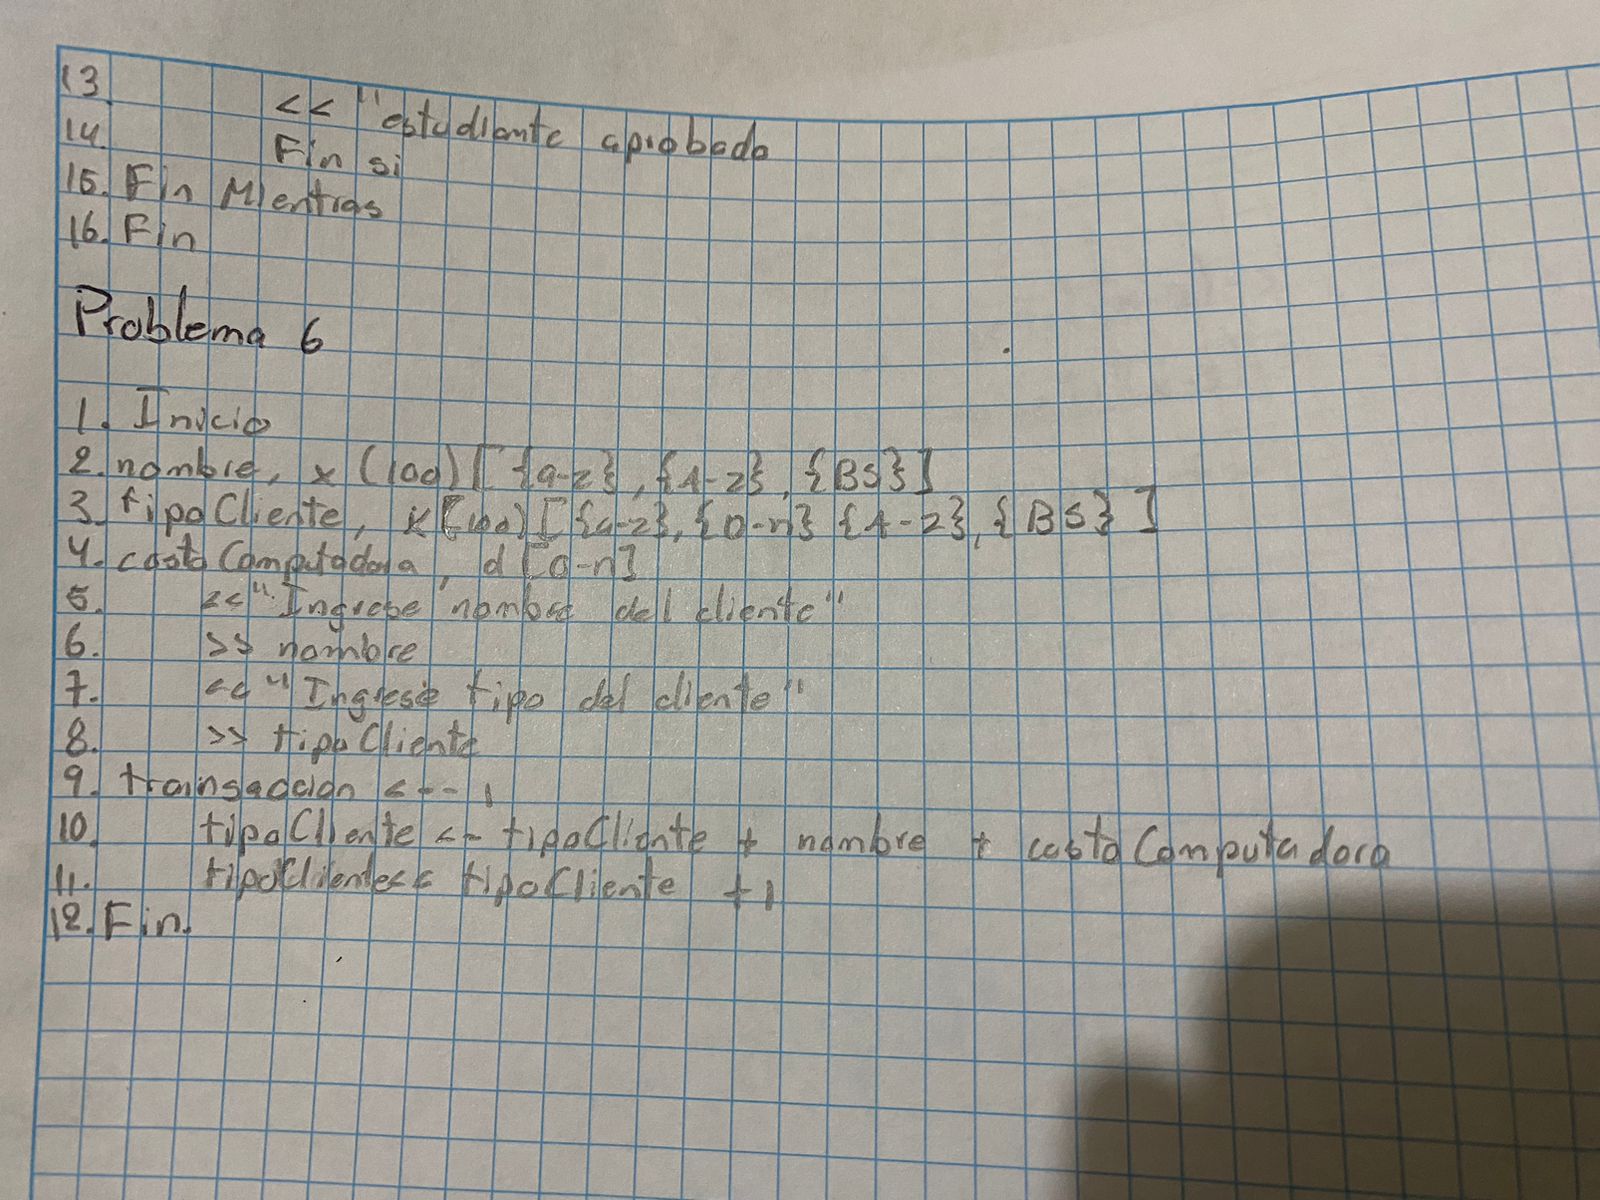 13. << "estudiante aprobado
14. Fin si
15. Fin Mientras
16. Fin
Problema 6
1. Inicio
2. nombre, x (100) [ {a-z}, {A-z}, {BS} ]
3. tipoCliente, x (100) [ {a-z}, {0-n} {A-z}, {BS} ]
4. costoComputadora, d [0-n]
5. << "Ingrese nombre del cliente"
6. >> nombre
7. << "Ingrese tipo del cliente"
8. >> tipoCliente
9. transaccion <-- 1
10. tipoCliente <- tipoCliente + nombre + costoComputadora
11. tipoCliente<< tipoCliente +1
12. Fin.